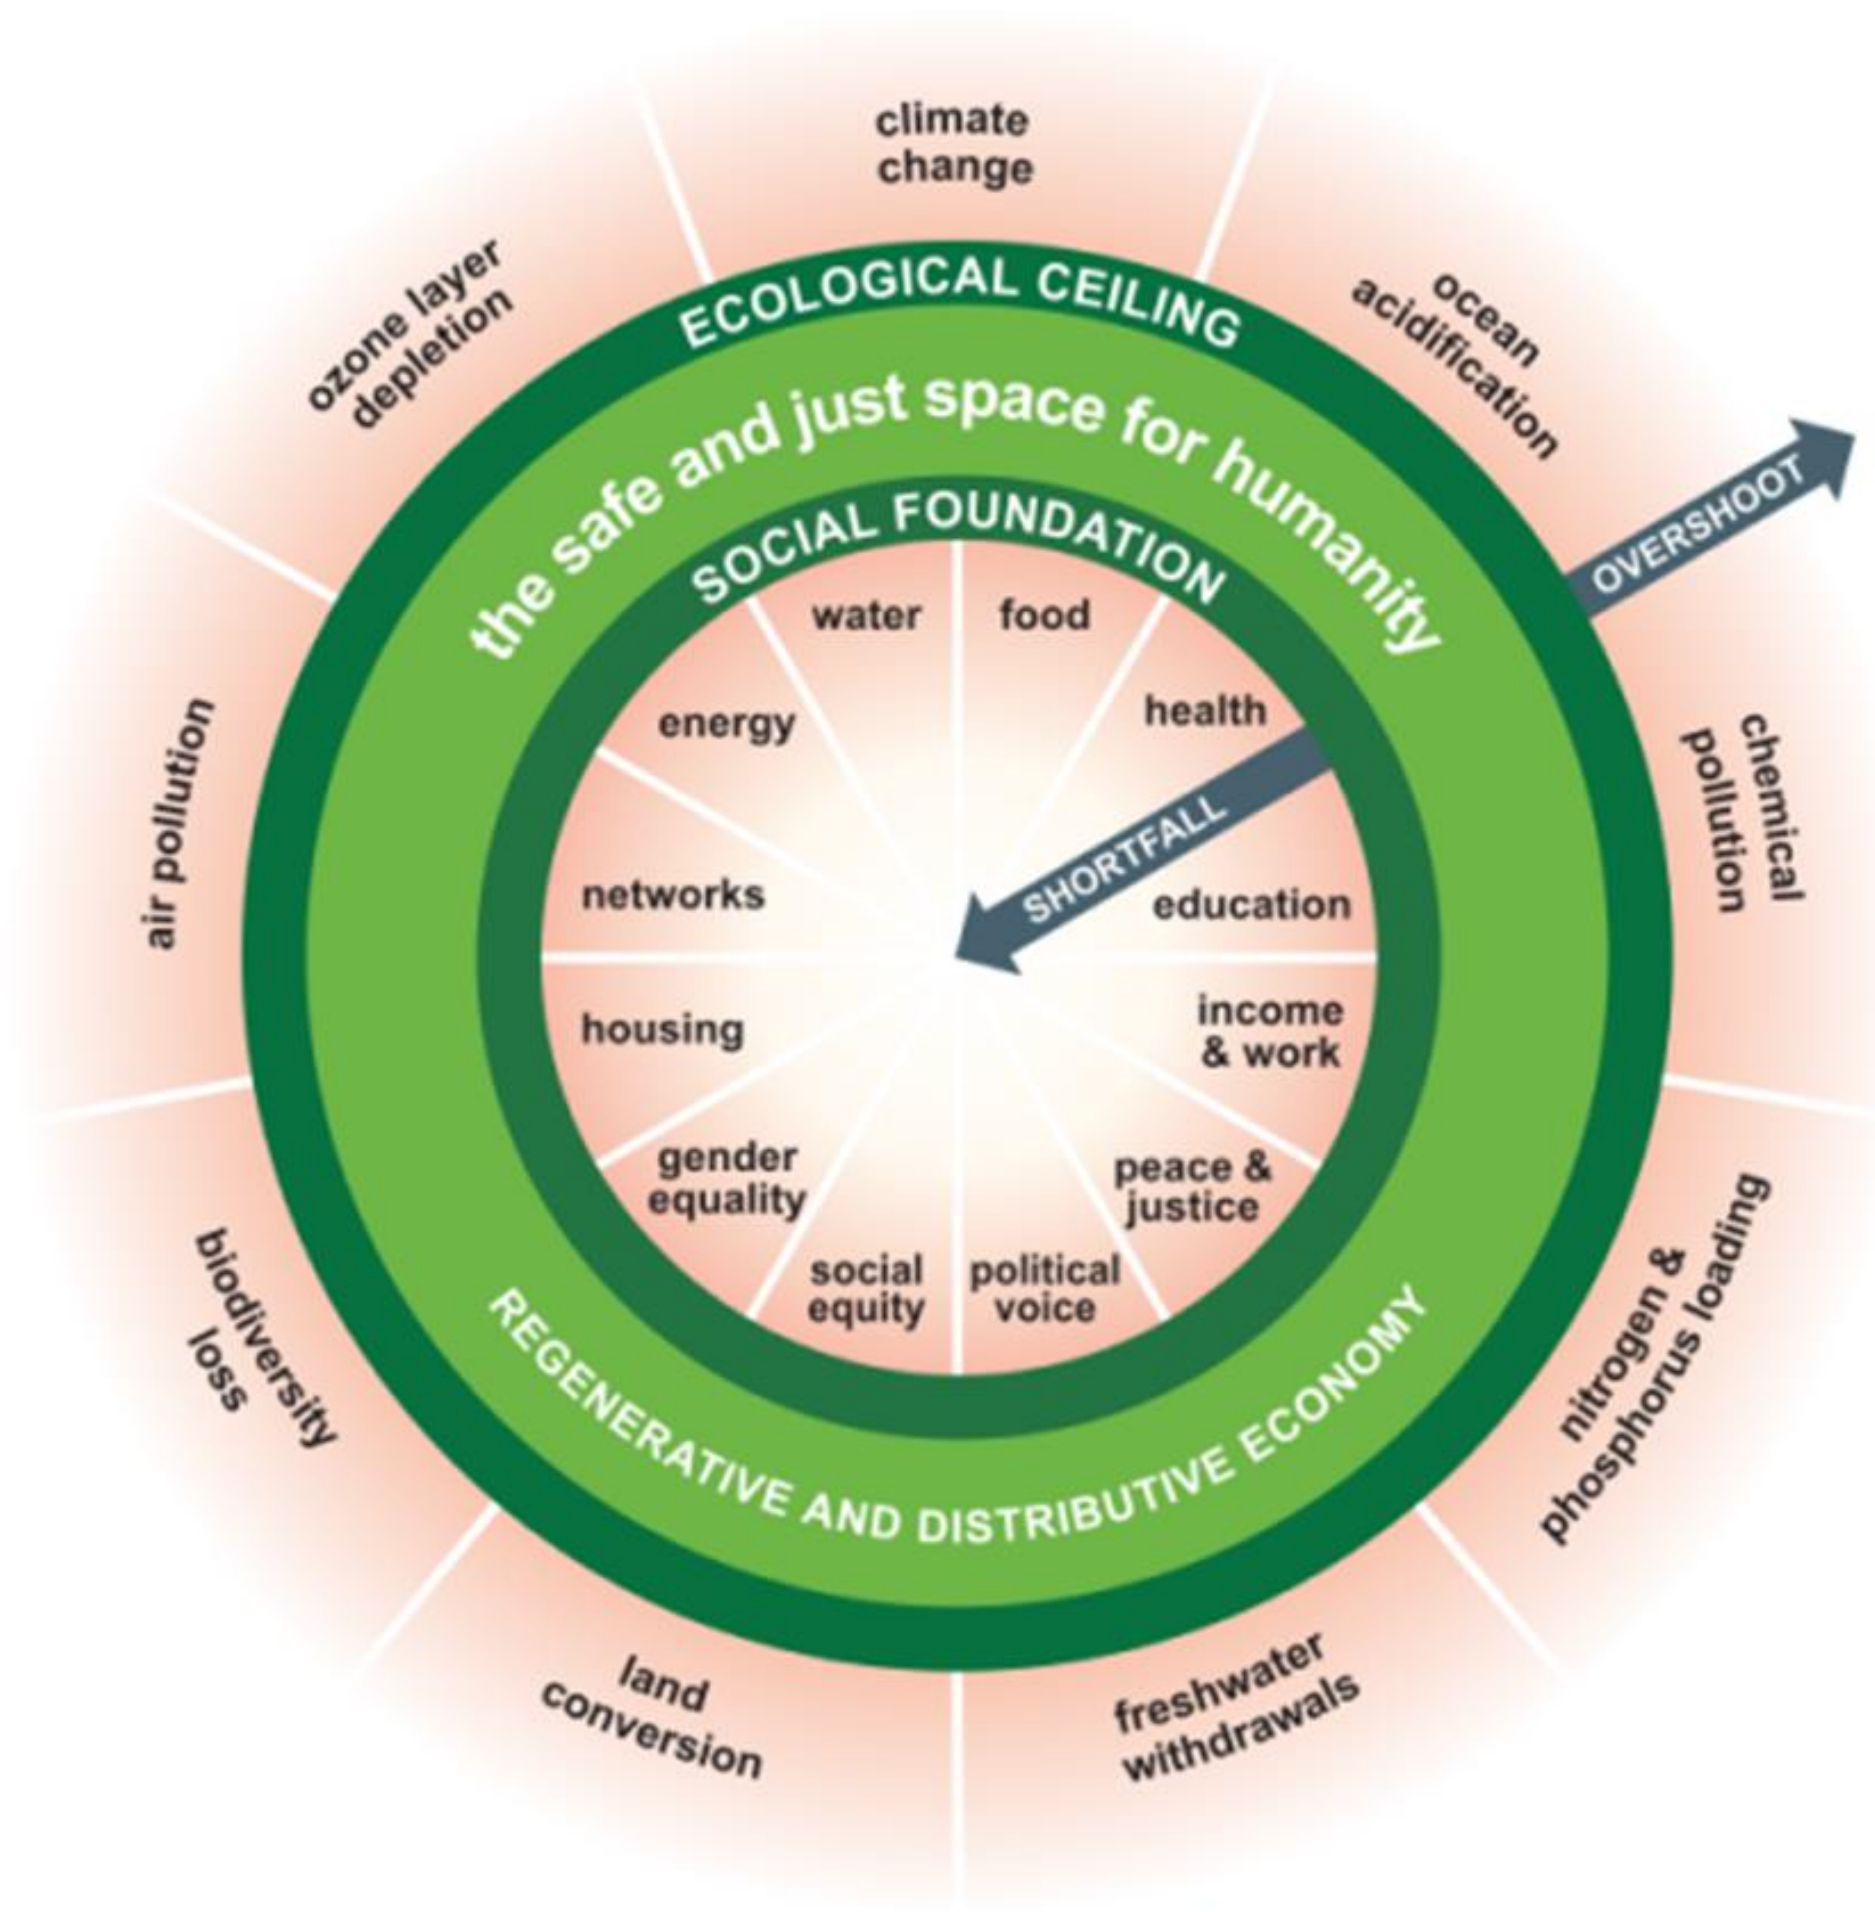 climate
change
ozone layer
depletion
ocean
acidification
ECOLOGICAL CEILING
the safe and just space for humanity
OVERSHOOT
SOCIAL FOUNDATION
water
food
energy
health
air pollution
chemical
pollution
SHORTFALL
networks
education
housing
income
& work
gender
equality
peace &
justice
social
equity
political
voice
biodiversity
loss
nitrogen &
phosphorus loading
REGENERATIVE AND DISTRIBUTIVE ECONOMY
land
conversion
freshwater
withdrawals